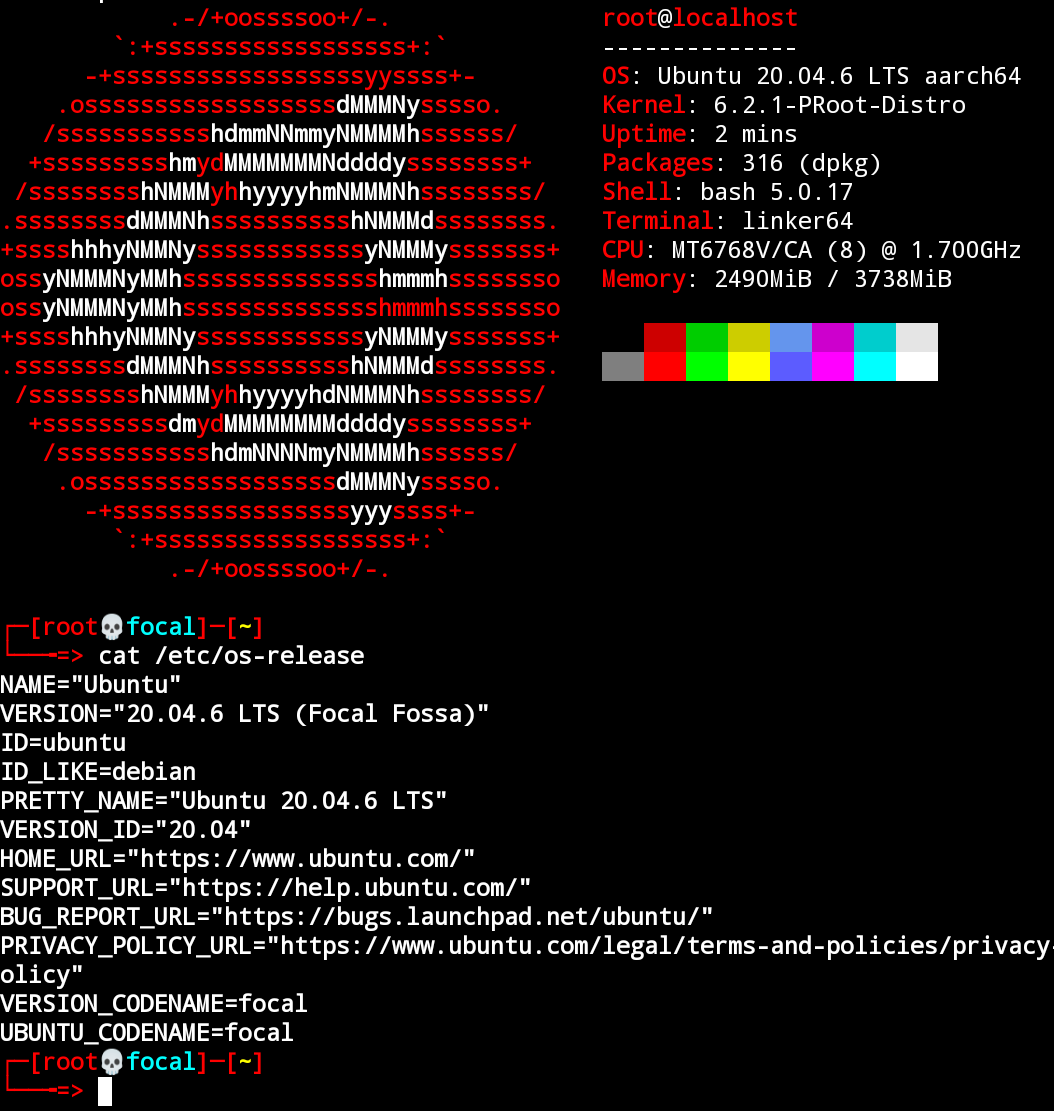 .-/+oossssoo+/-.
`:+ssssssssssssssssss+:`
-+ssssssssssssssssssyyssss+-
.ossssssssssssssssssdMMMNysssso.
/ssssssssssshdmmNNmmyNMMMMhssssss/
+ssssssssshmydMMMMMMMNddddyssssssss+
/sssssssshNMMMyhhyyyyhmNMMMNhssssssss/
.ssssssssdMMMNhsssssssssshNMMMdssssssss.
+sssshhhyNMMNyssssssssssssyNMMMysssssss+
ossyNMMMNyMMhsssssssssssssshmmmhssssssso
ossyNMMMNyMMhsssssssssssssshmmmhssssssso
+sssshhhyNMMNyssssssssssssyNMMMysssssss+
.ssssssssdMMMNhsssssssssshNMMMdssssssss.
/sssssssshNMMMyhhyyyyhdNMMMNhssssssss/
+sssssssssdmydMMMMMMMMddddyssssssss+
/ssssssssssshdmNNNNmyNMMMMhssssss/
.ossssssssssssssssssdMMMNysssso.
-+sssssssssssssssssyyyssss+-
`:+ssssssssssssssssss+:`
.-/+oossssoo+/-.
root@localhost
--------------
OS: Ubuntu 20.04.6 LTS aarch64
Kernel: 6.2.1-PRoot-Distro
Uptime: 2 mins
Packages: 316 (dpkg)
Shell: bash 5.0.17
Terminal: linker64
CPU: MT6768V/CA (8) @ 1.700GHz
Memory: 2490MiB / 3738MiB
┌─[root💀focal]─[~]
└──╼=> cat /etc/os-release
NAME="Ubuntu"
VERSION="20.04.6 LTS (Focal Fossa)"
ID=ubuntu
ID_LIKE=debian
PRETTY_NAME="Ubuntu 20.04.6 LTS"
VERSION_ID="20.04"
HOME_URL="https://www.ubuntu.com/"
SUPPORT_URL="https://help.ubuntu.com/"
BUG_REPORT_URL="https://bugs.launchpad.net/ubuntu/"
PRIVACY_POLICY_URL="https://www.ubuntu.com/legal/terms-and-policies/privacy-
olicy"
VERSION_CODENAME=focal
UBUNTU_CODENAME=focal
┌─[root💀focal]─[~]
└──╼=>